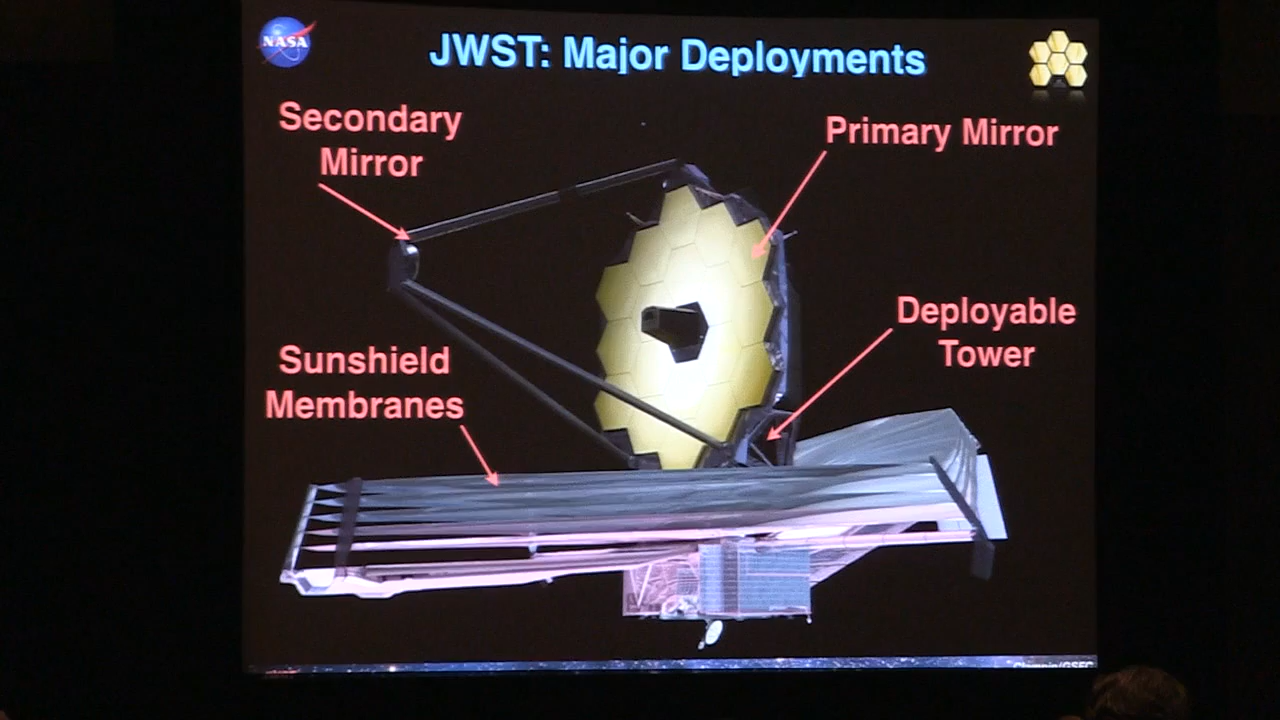 NASA
JWST: Major Deployments
Secondary
Mirror
Primary Mirror
Deployable
Tower
Sunshield
Membranes